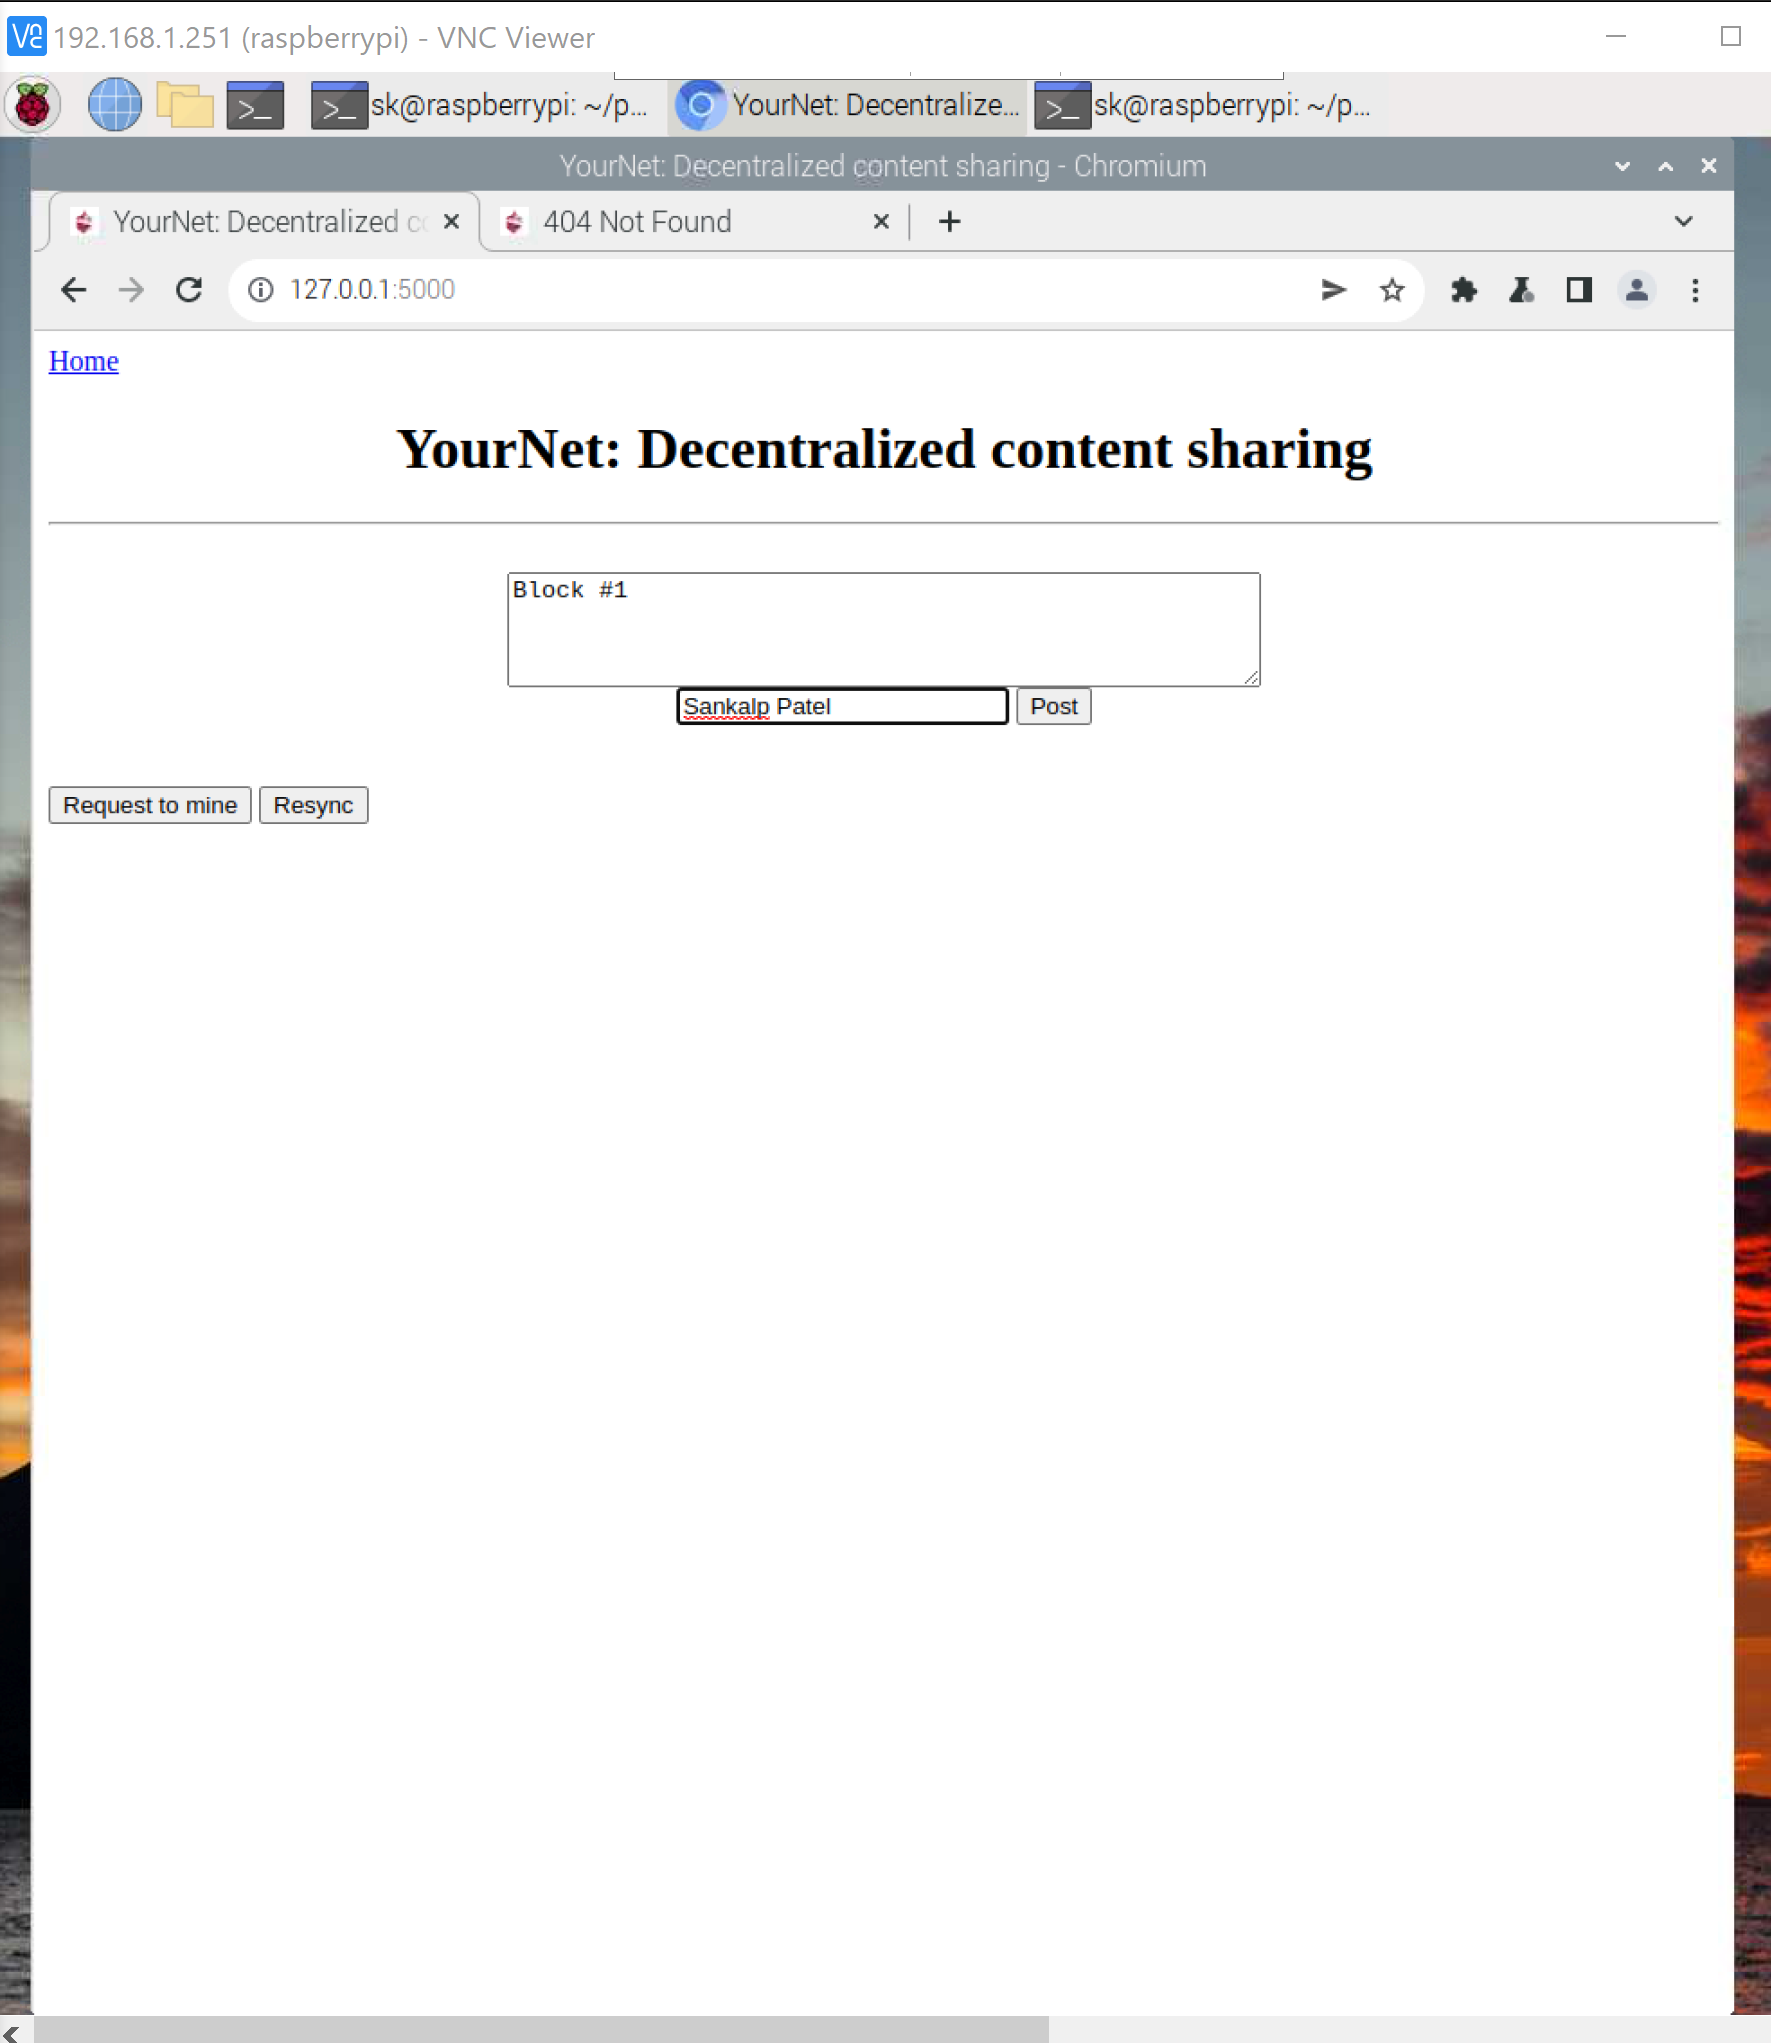 192.168.1.251 (raspberrypi) - VNC Viewer
sk@raspberrypi: ~/p... YourNet: Decentralize... sk@raspberrypi: ~/p...
YourNet: Decentralized content sharing - Chromium
YourNet: Decentralized 404 Not Found
127.0.0.1:5000
Home
YourNet: Decentralized content sharing
Block #1
Sankalp Patel Post
Request to mine Resync